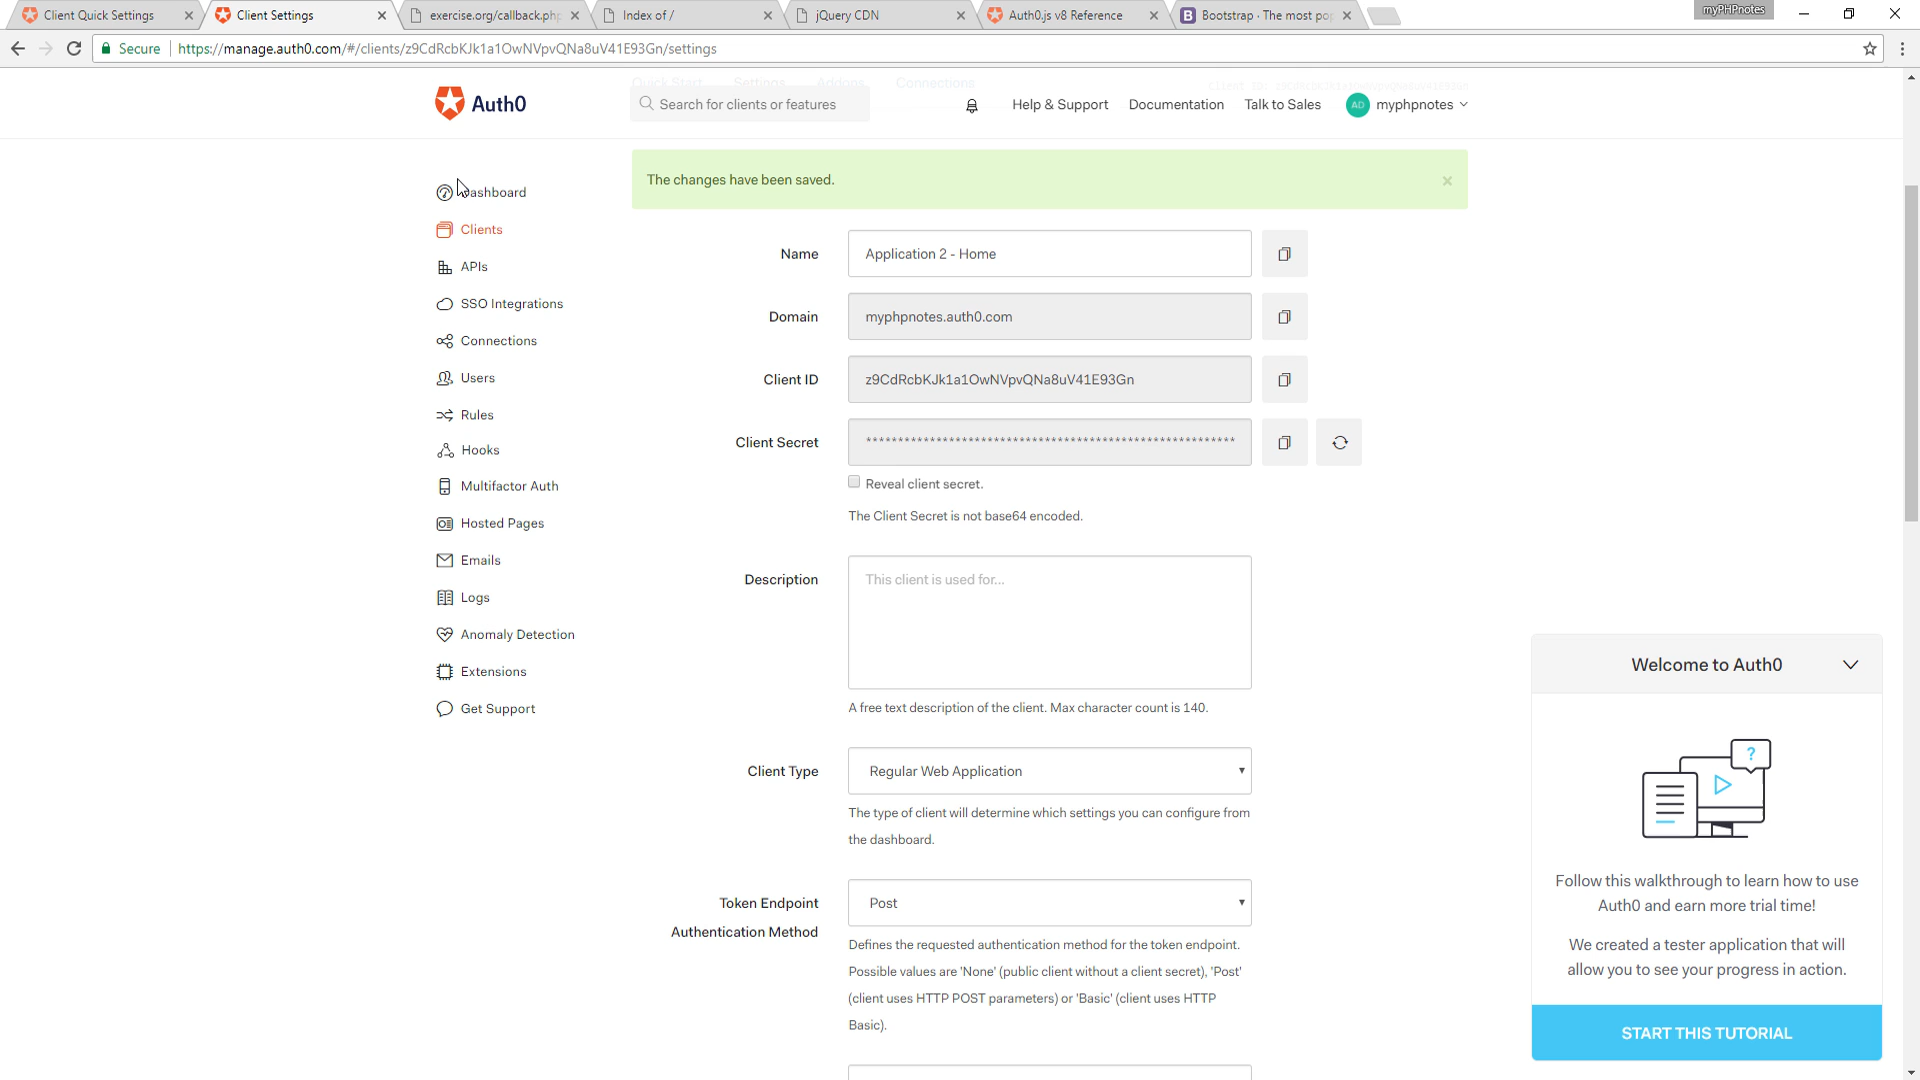 Client Quick Settings
Client Settings
exercise.org/callback.php
Index of /
jQuery CDN
Auth0.js v8 Reference
Bootstrap · The most pop
myPHPnotes
Secure
https://manage.auth0.com/#/clients/z9CdRcbKJk1a1OwNVpvQNa8uV41E93Gn/settings
Quick Start Settings Addons Connections
Auth0
Search for clients or features
Help & Support
Documentation
Talk to Sales
AD
myphpnotes
Dashboard
Clients
APIs
SSO Integrations
Connections
Users
Rules
Hooks
Multifactor Auth
Hosted Pages
Emails
Logs
Anomaly Detection
Extensions
Get Support
The changes have been saved.
Name
Application 2 - Home
Domain
myphpnotes.auth0.com
Client ID
z9CdRcbKJk1a1OwNVpvQNa8uV41E93Gn
Client Secret
****************************************************************
Reveal client secret.
The Client Secret is not base64 encoded.
Description
This client is used for...
A free text description of the client. Max character count is 140.
Client Type
Regular Web Application
The type of client will determine which settings you can configure from
the dashboard.
Token Endpoint
Authentication Method
Post
Defines the requested authentication method for the token endpoint.
Possible values are 'None' (public client without a client secret), 'Post'
(client uses HTTP POST parameters) or 'Basic' (client uses HTTP
Basic).
Welcome to Auth0
?
Follow this walkthrough to learn how to use
Auth0 and earn more trial time!
We created a tester application that will
allow you to see your progress in action.
START THIS TUTORIAL